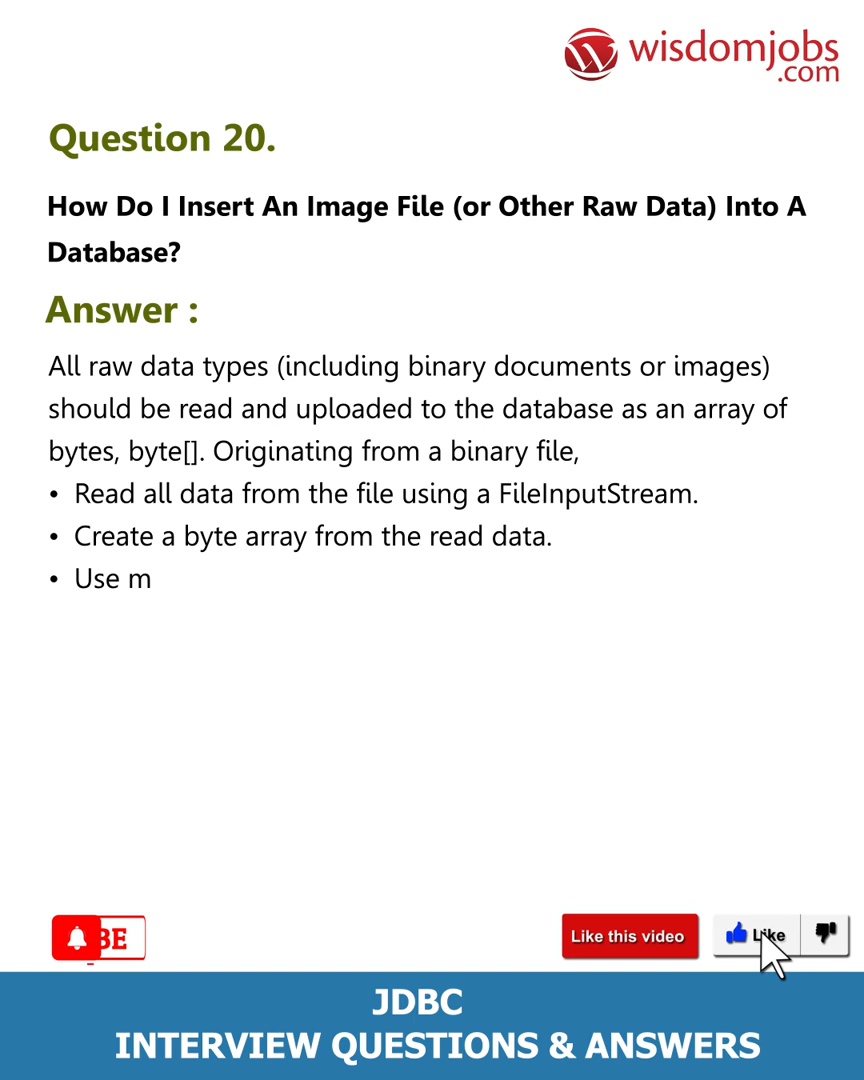 wisdomjobs
.com
Question 20.
How Do I Insert An Image File (or Other Raw Data) Into A
Database?
Answer :
All raw data types (including binary documents or images)
should be read and uploaded to the database as an array of
bytes, byte[]. Originating from a binary file,
• Read all data from the file using a FileInputStream.
• Create a byte array from the read data.
• Use m
BE
Like this video
Like
JDBC
INTERVIEW QUESTIONS & ANSWERS